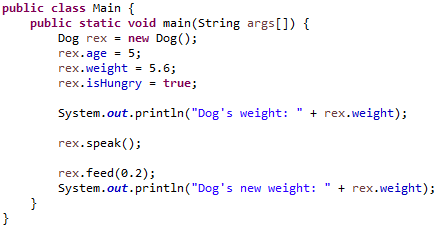 public class Main {
    public static void main(String args[]) {
        Dog rex = new Dog();
        rex.age = 5;
        rex.weight = 5.6;
        rex.isHungry = true;

        System.out.println("Dog's weight: " + rex.weight);

        rex.speak();

        rex.feed(0.2);
        System.out.println("Dog's new weight: " + rex.weight);
    }
}